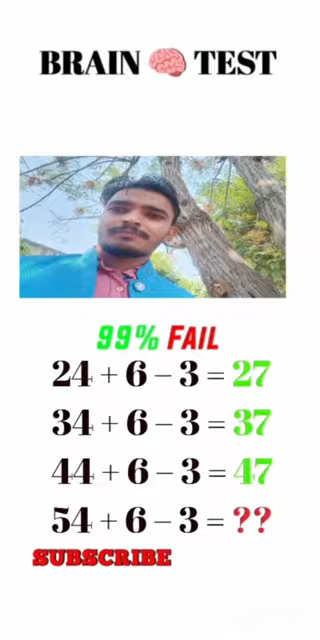 BRAIN 🧠 TEST
99% FAIL
24 + 6 – 3 = 27
34 + 6 – 3 = 37
44 + 6 – 3 = 47
54 + 6 – 3 = ??
SUBSCRIBE